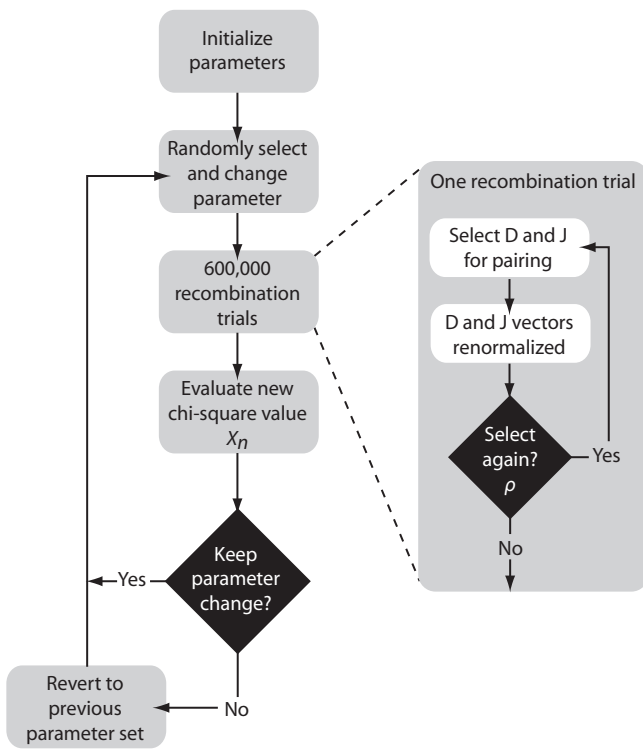 Initialize
parameters
Randomly select
and change
parameter
600,000
recombination
trials
Evaluate new
chi-square value
Xn
Keep
parameter
change?
Yes
No
Revert to
previous
parameter set
One recombination trial
Select D and J
for pairing
D and J vectors
renormalized
Select
again?
ρ
Yes
No